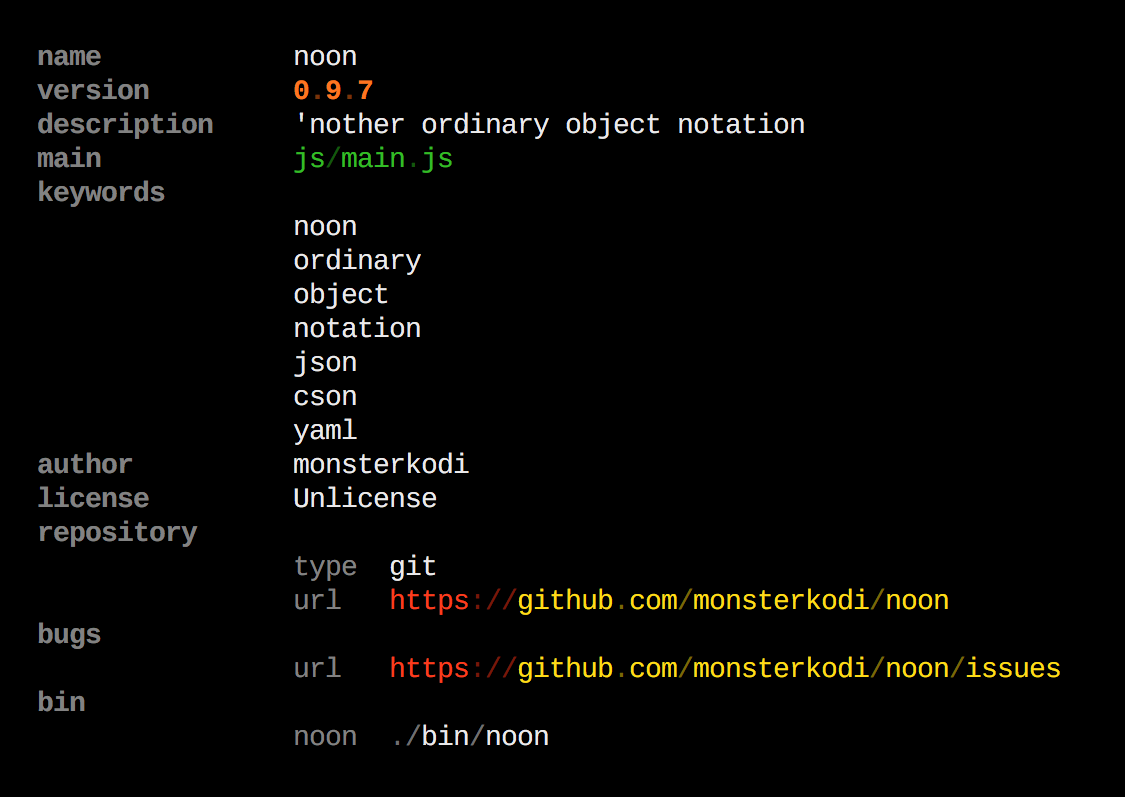 name            noon
version         0.9.7
description     'nother ordinary object notation
main            js/main.js
keywords
                noon
                ordinary
                object
                notation
                json
                cson
                yaml
author          monsterkodi
license         Unlicense
repository
                type  git
                url   https://github.com/monsterkodi/noon
bugs
                url   https://github.com/monsterkodi/noon/issues
bin
                noon  ./bin/noon